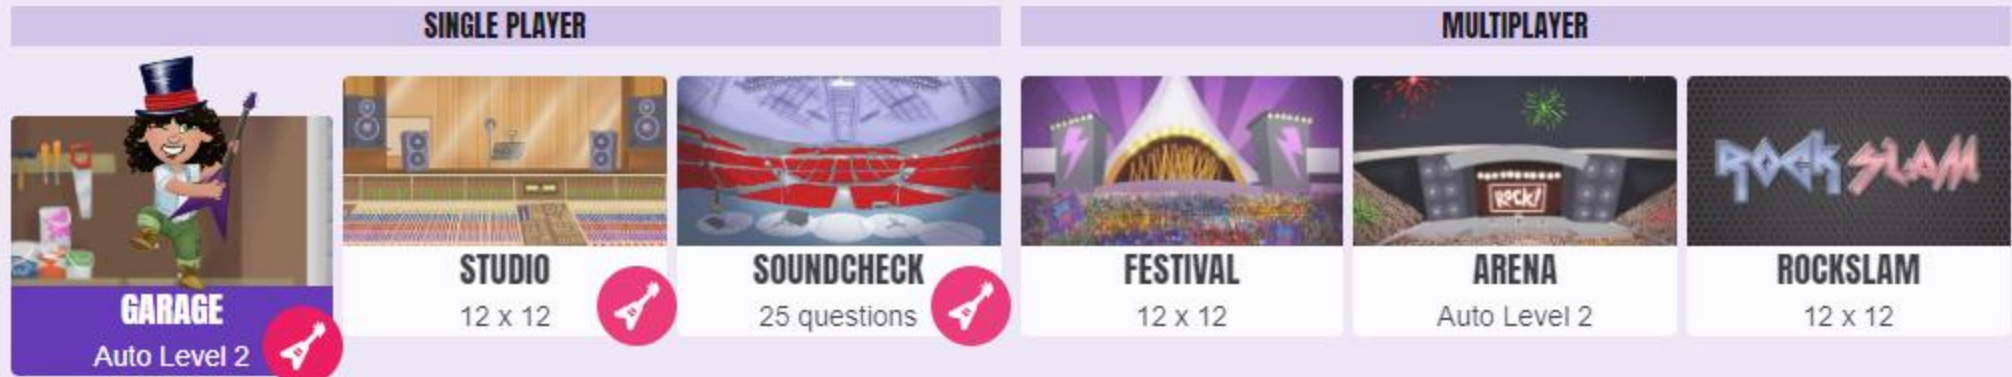 SINGLE PLAYER
MULTIPLAYER
ROCK!
ROCK SLAM
GARAGE
Auto Level 2
STUDIO
12 x 12
SOUNDCHECK
25 questions
FESTIVAL
12 x 12
ARENA
Auto Level 2
ROCKSLAM
12 x 12